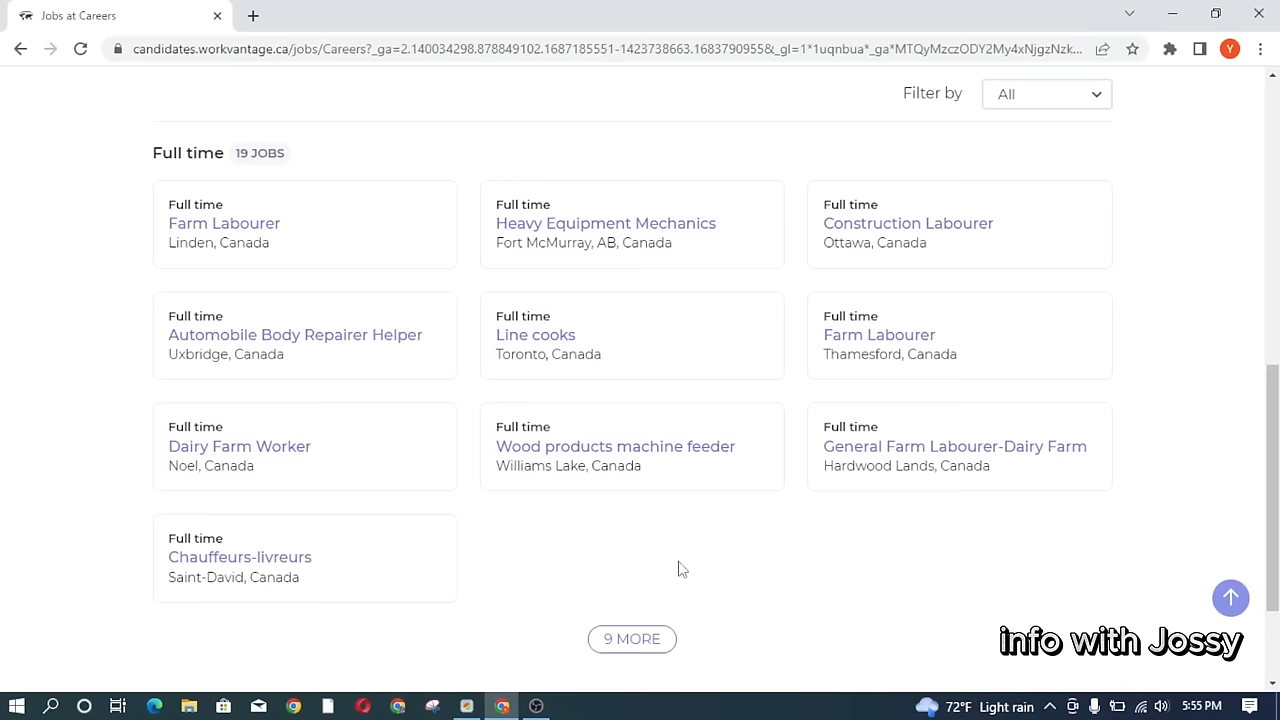 Jobs at Careers
candidates.workvantage.ca/jobs/Careers?_ga=2.140034298.878849102.1687185551-1423738663.1683790955&_gl=1*1uqnbua*_ga*MTQyMzczODY2My4xNjgzNzk...
Y
Filter by
All
Full time 19 JOBS
Full time
Farm Labourer
Linden, Canada
Full time
Heavy Equipment Mechanics
Fort McMurray, AB, Canada
Full time
Construction Labourer
Ottawa, Canada
Full time
Automobile Body Repairer Helper
Uxbridge, Canada
Full time
Line cooks
Toronto, Canada
Full time
Farm Labourer
Thamesford, Canada
Full time
Dairy Farm Worker
Noel, Canada
Full time
Wood products machine feeder
Williams Lake, Canada
Full time
General Farm Labourer-Dairy Farm
Hardwood Lands, Canada
Full time
Chauffeurs-livreurs
Saint-David, Canada
9 MORE
info with Jossy
72°F Light rain
5:55 PM